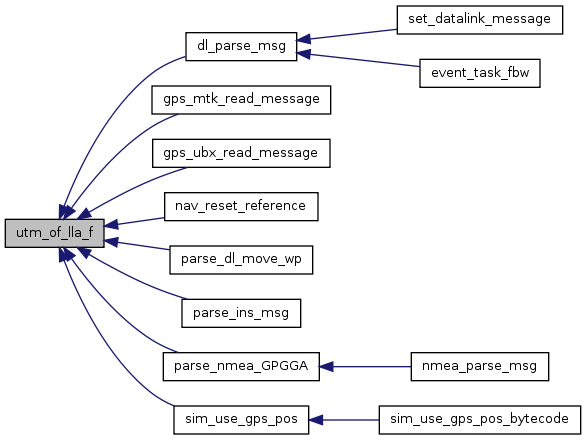 set_datalink_message
dl_parse_msg
event_task_fbw
gps_mtk_read_message
gps_ubx_read_message
nav_reset_reference
utm_of_lla_f
parse_dl_move_wp
parse_ins_msg
parse_nmea_GPGGA
nmea_parse_msg
sim_use_gps_pos
sim_use_gps_pos_bytecode